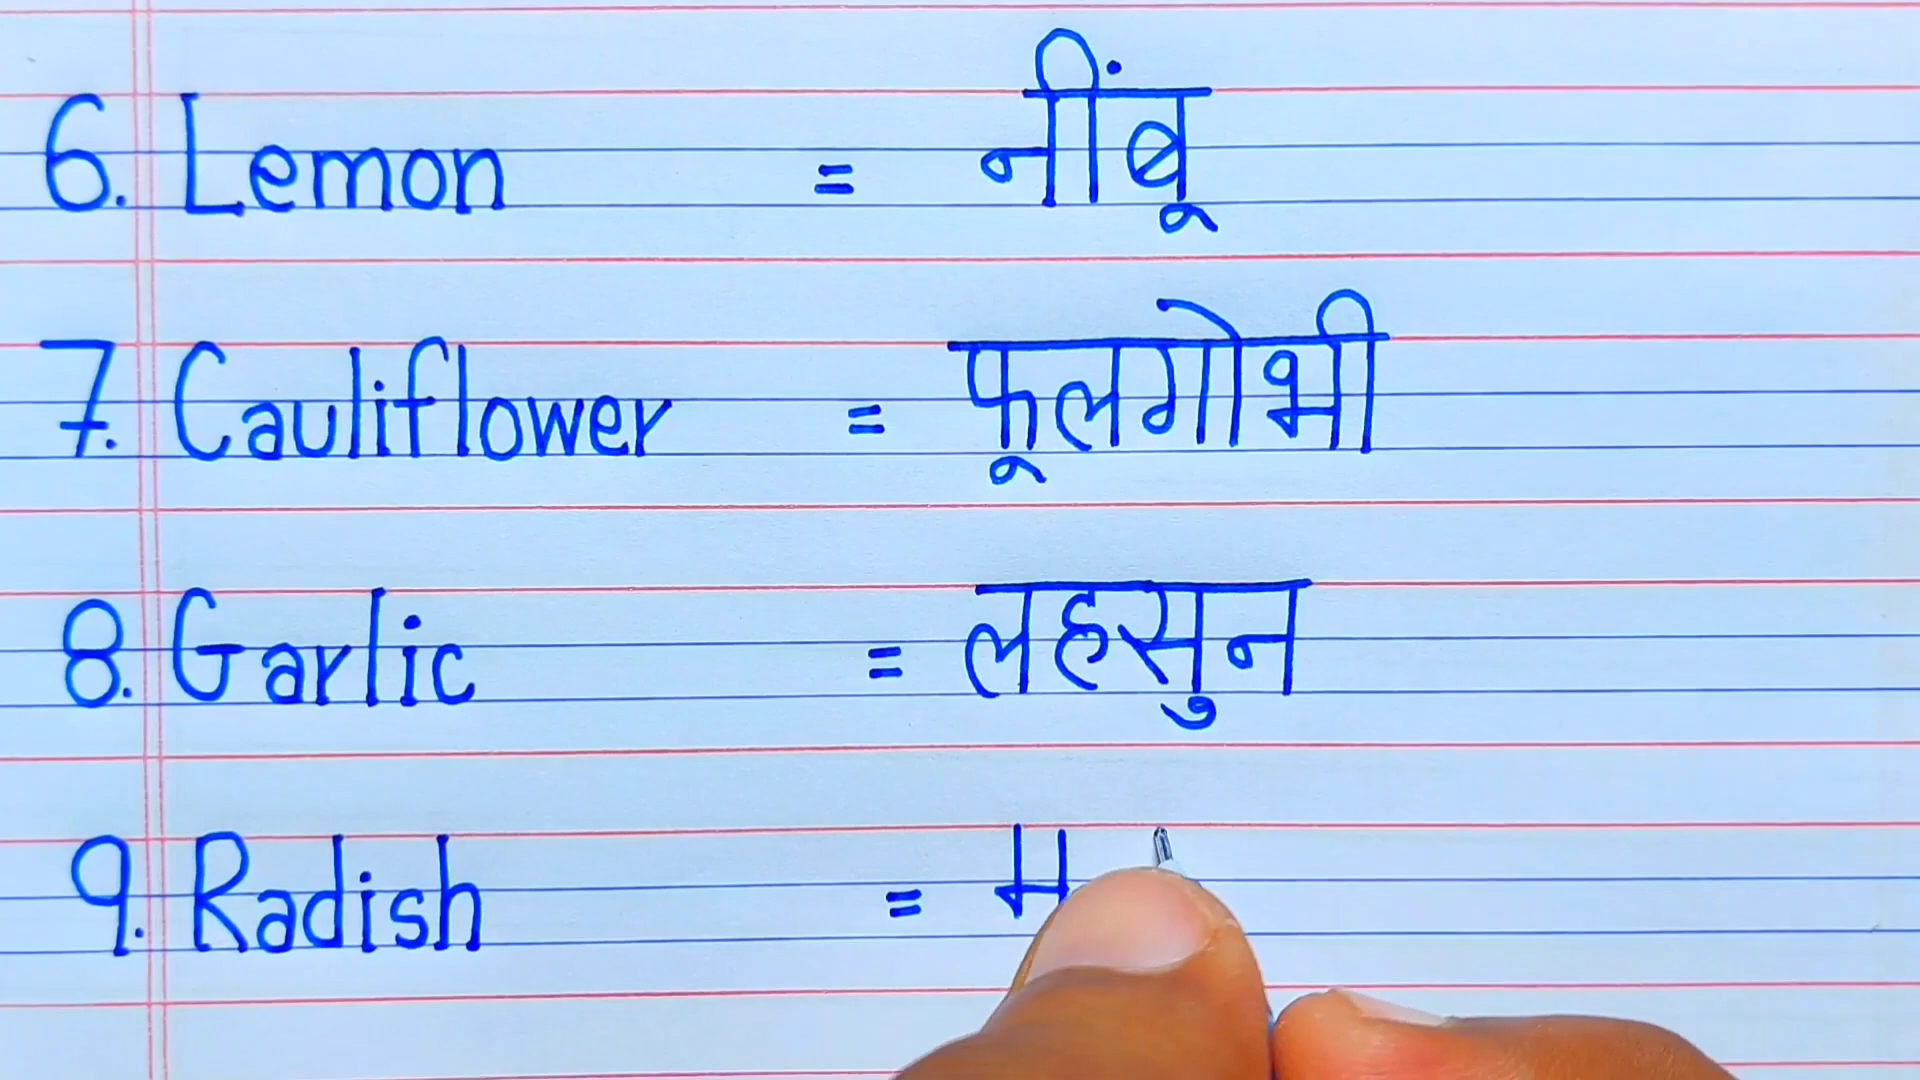 6. Lemon = नींबू
7. Cauliflower = फूलगोभी
8. Garlic = लहसुन
9. Radish =